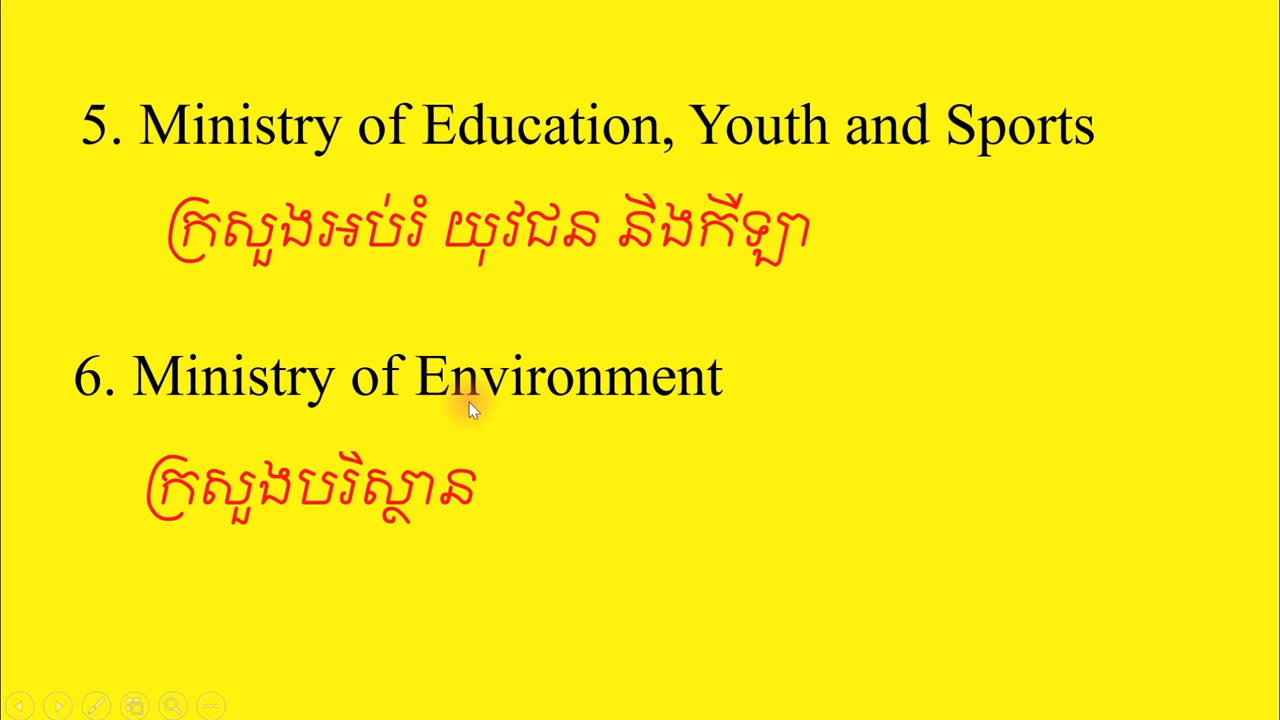 5. Ministry of Education, Youth and Sports
ក្រសួងអប់រំ យុវជន និងកីឡា
6. Ministry of Environment
ក្រសួងបរិស្ថាន